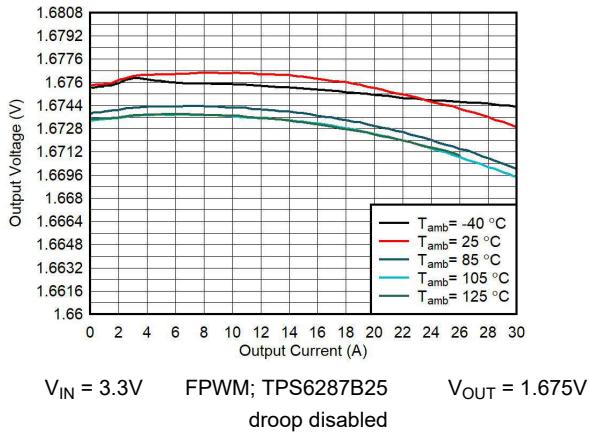 1.6808
1.6792
1.6776
1.676
1.6744
1.6728
1.6712
1.6696
1.668
1.6664
1.6648
1.6632
1.6616
1.66
Output Voltage (V)
T_amb= -40 °C
T_amb= 25 °C
T_amb= 85 °C
T_amb= 105 °C
T_amb= 125 °C
0 2 4 6 8 10 12 14 16 18 20 22 24 26 28 30
Output Current (A)
V_IN = 3.3V FPWM; TPS6287B25 V_OUT = 1.675V
droop disabled